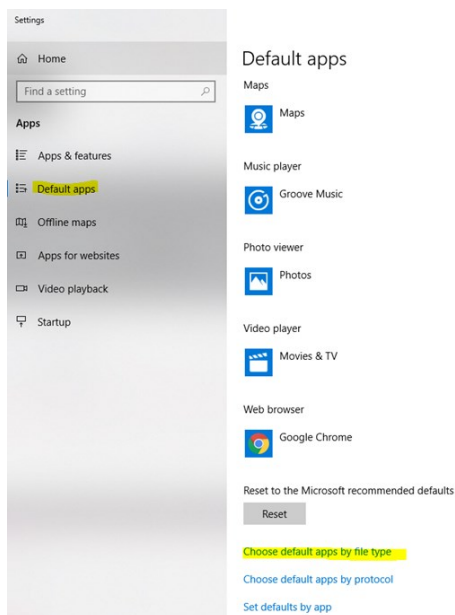 Settings
Home
Find a setting
Apps
Apps & features
Default apps
Offline maps
Apps for websites
Video playback
Startup
Default apps
Maps
Maps
Music player
Groove Music
Photo viewer
Photos
Video player
Movies & TV
Web browser
Google Chrome
Reset to the Microsoft recommended defaults
Reset
Choose default apps by file type
Choose default apps by protocol
Set defaults by app